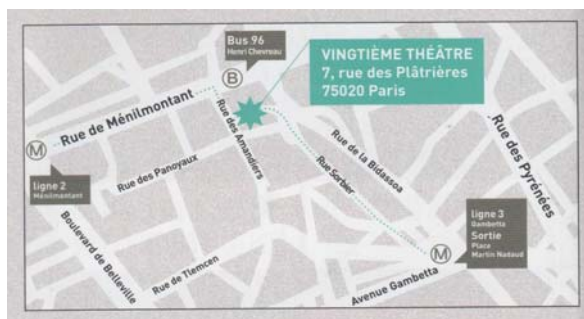 Bus 96
Henri Chevreau
B
VINGTIÈME THÉÂTRE
7, rue des Plâtrières
75020 Paris
Rue de Ménilmontant
M
ligne 2
Ménilmontant
Rue des Panoyaux
Rue des Amandiers
Rue de la Bidassoa
Rue Sorbier
Rue des Pyrénées
Boulevard de Belleville
Rue de Tlemcen
ligne 3
Gambetta
Sortie
Place
Martin Nadaud
M
Avenue Gambetta